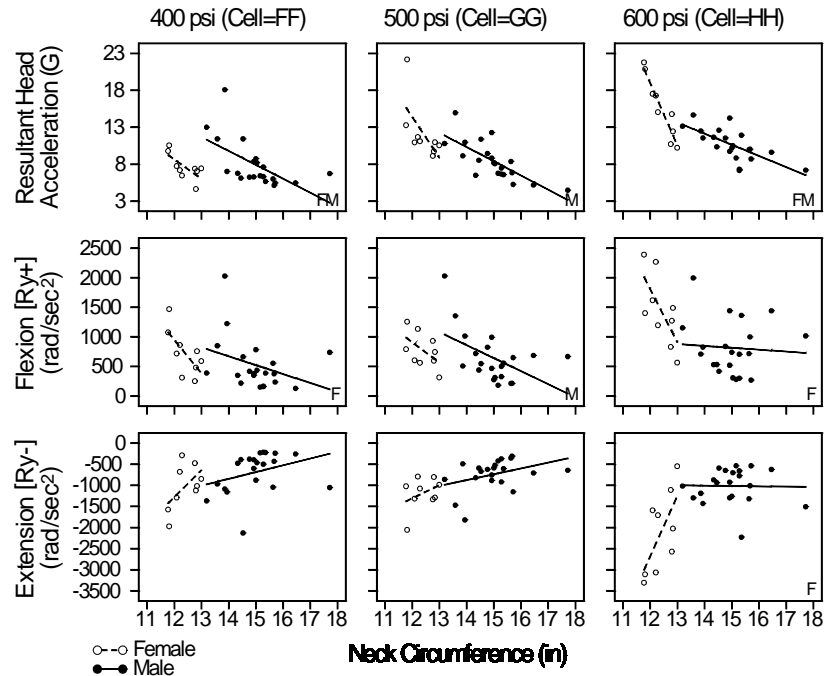 400 psi (Cell=FF) 500 psi (Cell=GG) 600 psi (Cell=HH)
Resultant Head
Acceleration (G)
23
18
13
8
3
FM
M
FM
Flexion [Ry+]
(rad/sec²)
2500
2000
1500
1000
500
0
F
M
F
Extension [Ry-]
(rad/sec²)
0
-500
-1000
-1500
-2000
-2500
-3000
-3500
F
11 12 13 14 15 16 17 18 11 12 13 14 15 16 17 18 11 12 13 14 15 16 17 18
Female
Male
Neck Circumference (in)